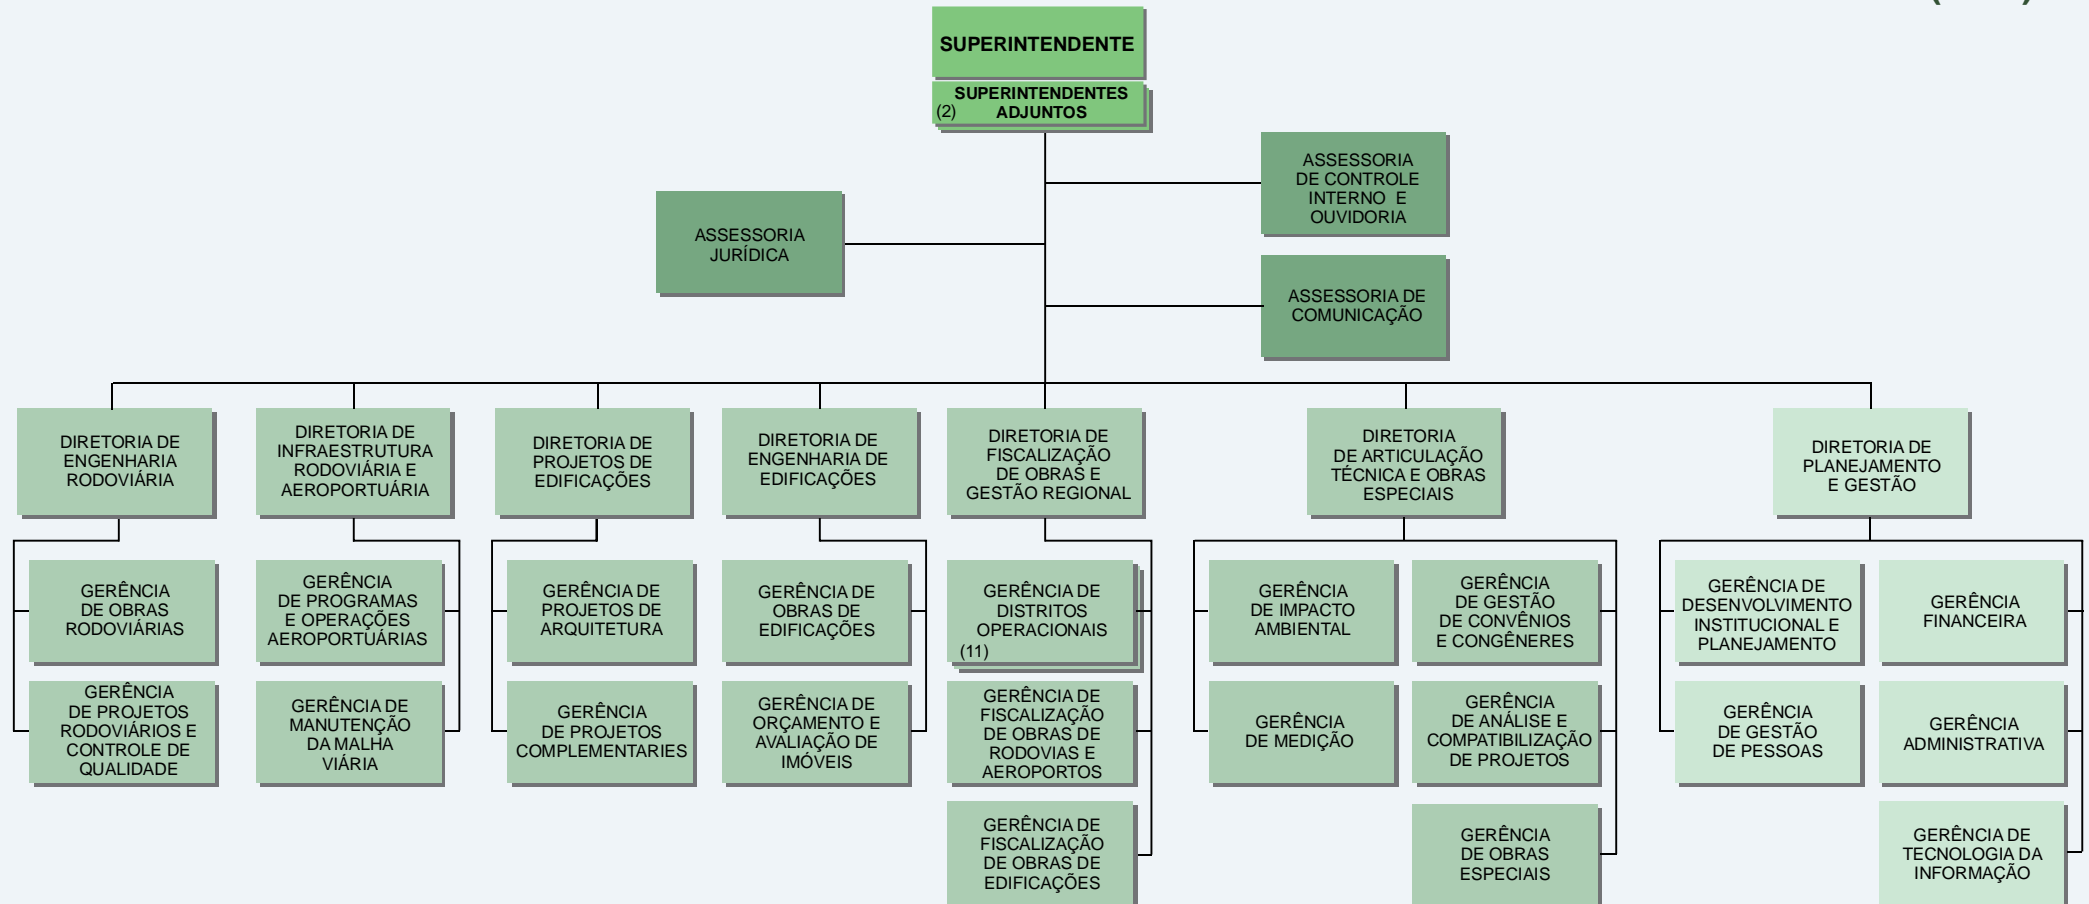 SUPERINTENDENTE
SUPERINTENDENTES
(2) ADJUNTOS
ASSESSORIA
DE CONTROLE
INTERNO E
OUVIDORIA
ASSESSORIA
JURÍDICA
ASSESSORIA DE
COMUNICAÇÃO
DIRETORIA DE
ENGENHARIA
RODOVIÁRIA
DIRETORIA DE
INFRAESTRUTURA
RODOVIÁRIA E
AEROPORTUÁRIA
DIRETORIA DE
PROJETOS DE
EDIFICAÇÕES
DIRETORIA DE
ENGENHARIA DE
EDIFICAÇÕES
DIRETORIA DE
FISCALIZAÇÃO
DE OBRAS E
GESTÃO REGIONAL
DIRETORIA
DE ARTICULAÇÃO
TÉCNICA E OBRAS
ESPECIAIS
DIRETORIA DE
PLANEJAMENTO
E GESTÃO
GERÊNCIA
DE OBRAS
RODOVIÁRIAS
GERÊNCIA
DE PROGRAMAS
E OPERAÇÕES
AEROPORTUÁRIAS
GERÊNCIA DE
PROJETOS DE
ARQUITETURA
GERÊNCIA DE
OBRAS DE
EDIFICAÇÕES
GERÊNCIA DE
DISTRITOS
OPERACIONAIS
(11)
GERÊNCIA
DE IMPACTO
AMBIENTAL
GERÊNCIA
DE GESTÃO
DE CONVÊNIOS
E CONGÊNERES
GERÊNCIA DE
DESENVOLVIMENTO
INSTITUCIONAL E
PLANEJAMENTO
GERÊNCIA
FINANCEIRA
GERÊNCIA
DE PROJETOS
RODOVIÁRIOS E
CONTROLE DE
QUALIDADE
GERÊNCIA DE
MANUTENÇÃO
DA MALHA
VIÁRIA
GERÊNCIA
DE PROJETOS
COMPLEMENTARIES
GERÊNCIA DE
ORÇAMENTO E
AVALIAÇÃO DE
IMÓVEIS
GERÊNCIA DE
FISCALIZAÇÃO
DE OBRAS DE
RODOVIAS E
AEROPORTOS
GERÊNCIA
DE MEDIÇÃO
GERÊNCIA
DE ANÁLISE E
COMPATIBILIZAÇÃO
DE PROJETOS
GERÊNCIA
DE GESTÃO
DE PESSOAS
GERÊNCIA
ADMINISTRATIVA
GERÊNCIA DE
FISCALIZAÇÃO
DE OBRAS DE
EDIFICAÇÕES
GERÊNCIA
DE OBRAS
ESPECIAIS
GERÊNCIA DE
TECNOLOGIA DA
INFORMAÇÃO